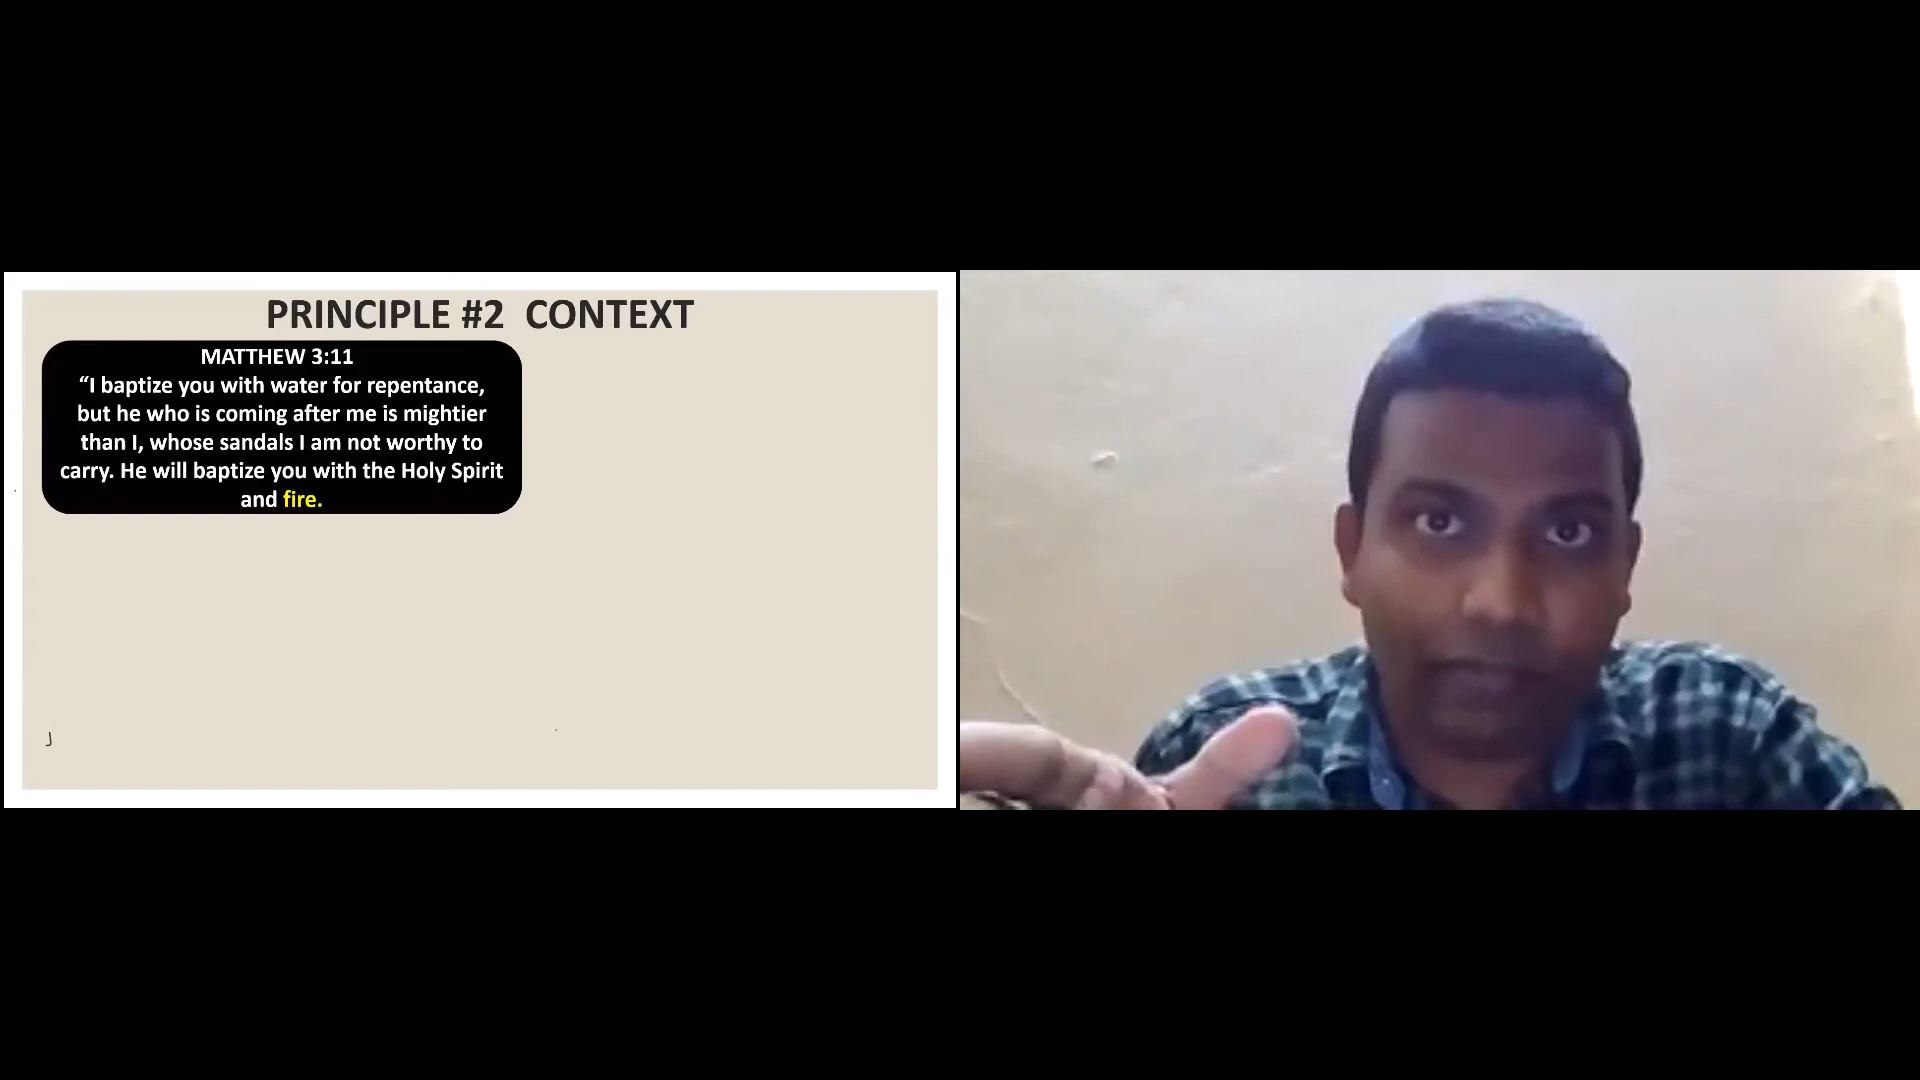 PRINCIPLE #2 CONTEXT
MATTHEW 3:11
“I baptize you with water for repentance,
but he who is coming after me is mightier
than I, whose sandals I am not worthy to
carry. He will baptize you with the Holy Spirit
and fire.